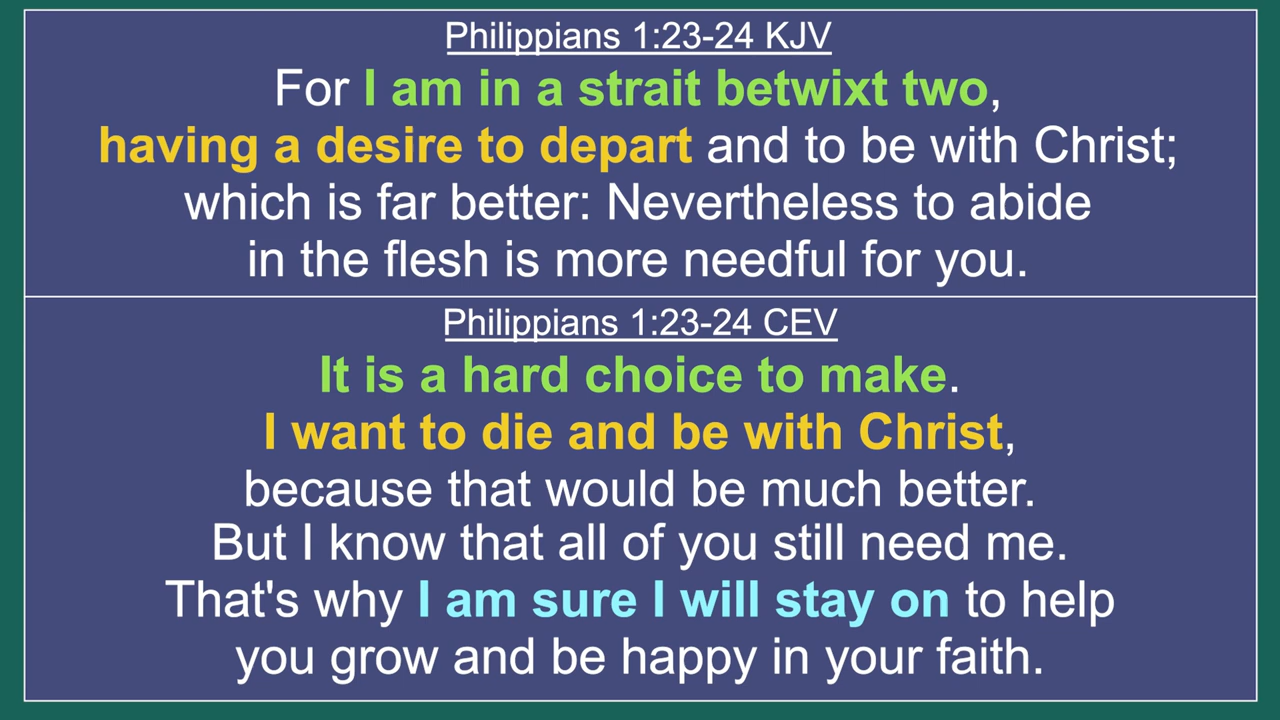 Philippians 1:23-24 KJV
For I am in a strait betwixt two,
having a desire to depart and to be with Christ;
which is far better: Nevertheless to abide
in the flesh is more needful for you.
Philippians 1:23-24 CEV
It is a hard choice to make.
I want to die and be with Christ,
because that would be much better.
But I know that all of you still need me.
That's why I am sure I will stay on to help
you grow and be happy in your faith.